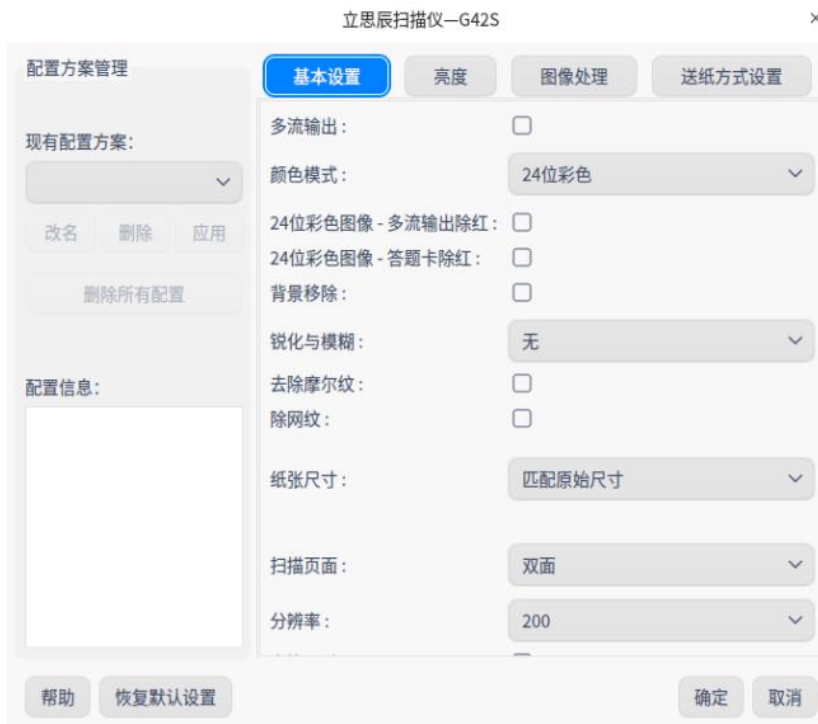 立思辰扫描仪—G42S
配置方案管理
现有配置方案：
改名 删除 应用
删除所有配置
配置信息：
基本设置 亮度 图像处理 送纸方式设置
多流输出：
颜色模式： 24位彩色
24位彩色图像 - 多流输出除红：
24位彩色图像 - 答题卡除红：
背景移除：
锐化与模糊： 无
去除摩尔纹：
除网纹：
纸张尺寸： 匹配原始尺寸
扫描页面： 双面
分辨率： 200
帮助 恢复默认设置 确定 取消